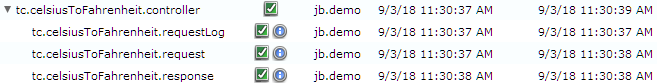 tc.celsiusToFahrenheit.controller jb.demo 9/3/18 11:30:37 AM 9/3/18 11:30:39 AM
tc.celsiusToFahrenheit.requestLog jb.demo 9/3/18 11:30:37 AM 9/3/18 11:30:37 AM
tc.celsiusToFahrenheit.request jb.demo 9/3/18 11:30:37 AM 9/3/18 11:30:38 AM
tc.celsiusToFahrenheit.response jb.demo 9/3/18 11:30:38 AM 9/3/18 11:30:38 AM